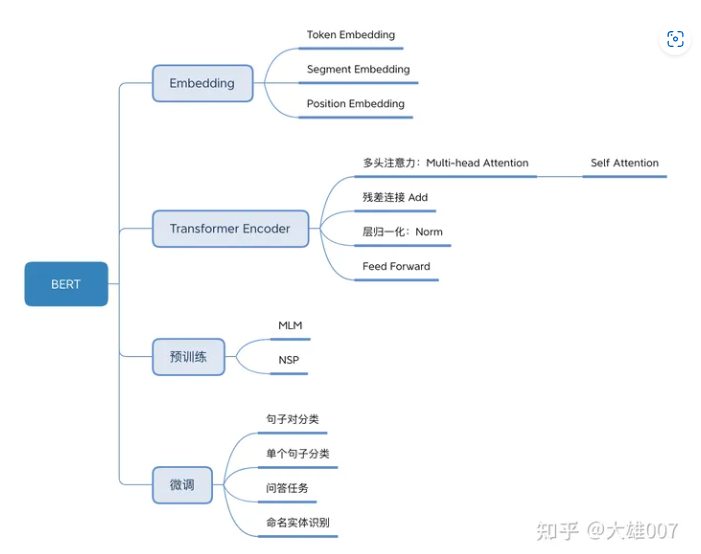 Token Embedding
Segment Embedding
Position Embedding
Embedding
多头注意力：Multi-head Attention
Self Attention
残差连接 Add
层归一化：Norm
Feed Forward
Transformer Encoder
BERT
MLM
NSP
预训练
句子对分类
单个句子分类
问答任务
命名实体识别
微调
知乎 @大雄007